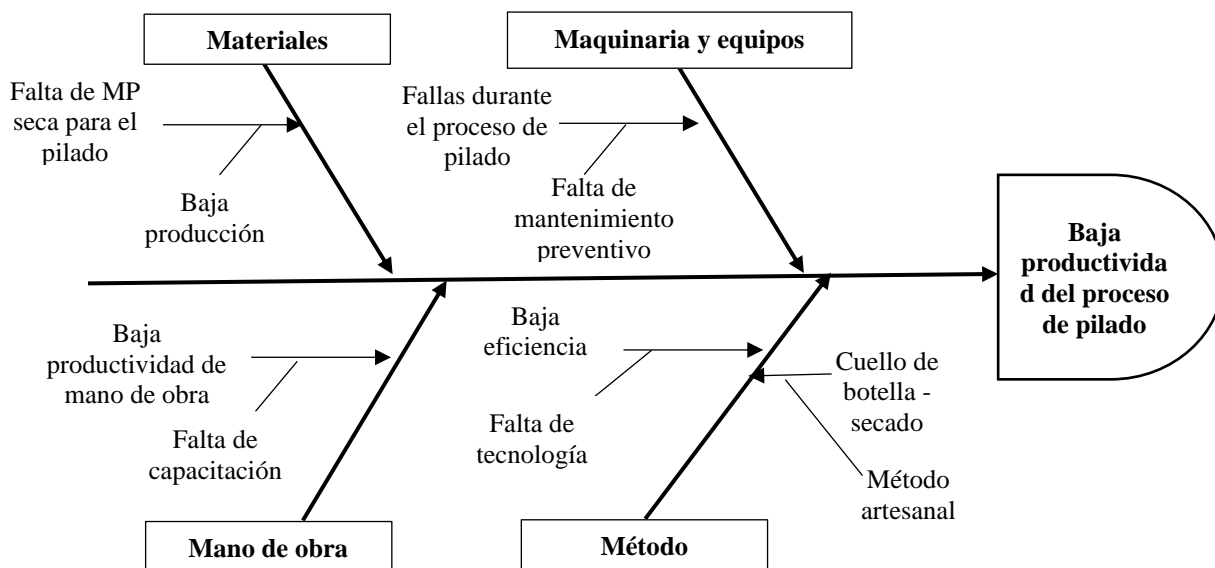 Materiales
Maquinaria y equipos
Falta de MP
seca para el
pilado
Baja
producción
Fallas durante
el proceso de
pilado
Falta de
mantenimiento
preventivo
Baja
productivida
d del proceso
de pilado
Baja
productividad de
mano de obra
Falta de
capacitación
Baja
eficiencia
Falta de
tecnología
Cuello de
botella -
secado
Método
artesanal
Mano de obra
Método